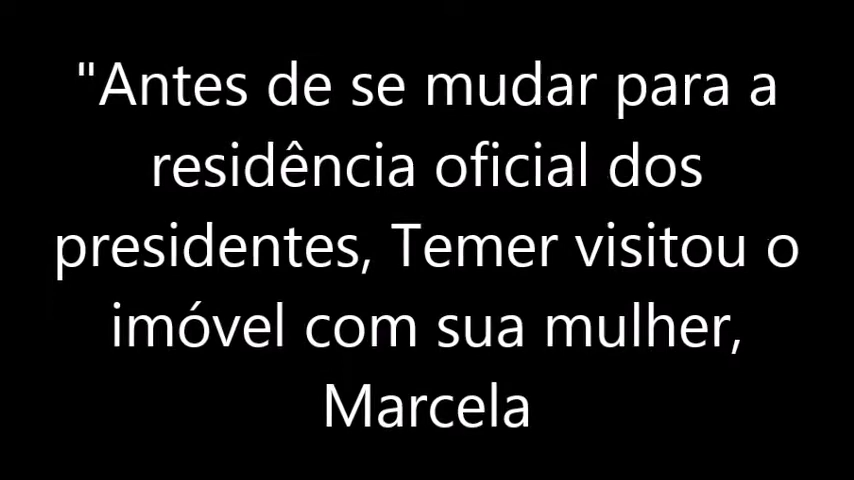 "Antes de se mudar para a
residência oficial dos
presidentes, Temer visitou o
imóvel com sua mulher,
Marcela